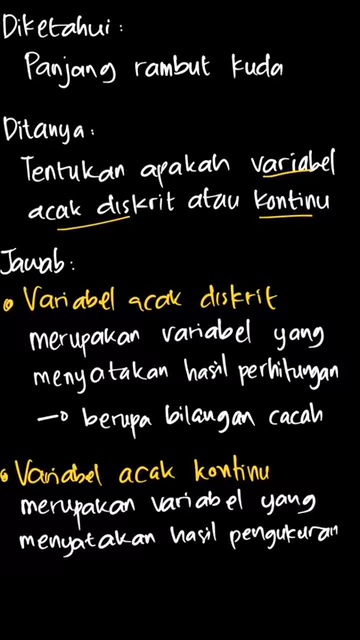 Diketahui :
Panjang rambut kuda
Ditanya :
Tentukan apakah variabel
acak diskrit atau kontinu
Jawab :
• Variabel acak diskrit
merupakan variabel yang
menyatakan hasil perhitungan
→ berupa bilangan cacah
• Variabel acak kontinu
merupakan variabel yang
menyatakan hasil pengukuran